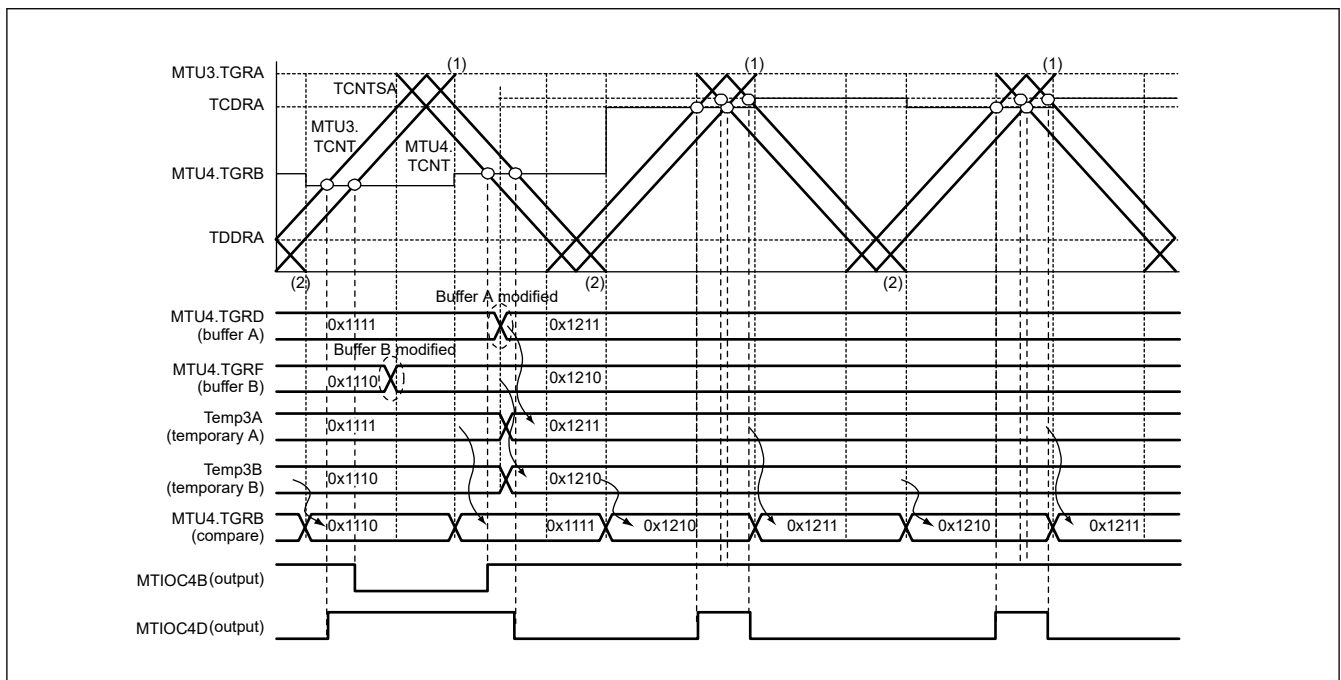 MTU3.TGRA
(1)
(1)
(1)
TCNTSA
TCDRA
MTU3.
TCNT
MTU4.
TCNT
MTU4.TGRB
TDDRA
(2)
(2)
(2)
Buffer A modified
MTU4.TGRD
(buffer A)
0x1111
0x1211
Buffer B modified
MTU4.TGRF
(buffer B)
0x1110
0x1210
Temp3A
(temporary A)
0x1111
0x1211
Temp3B
(temporary B)
0x1110
0x1210
MTU4.TGRB
(compare)
0x1110
0x1111
0x1210
0x1211
0x1210
0x1211
MTIOC4B(output)
MTIOC4D(output)